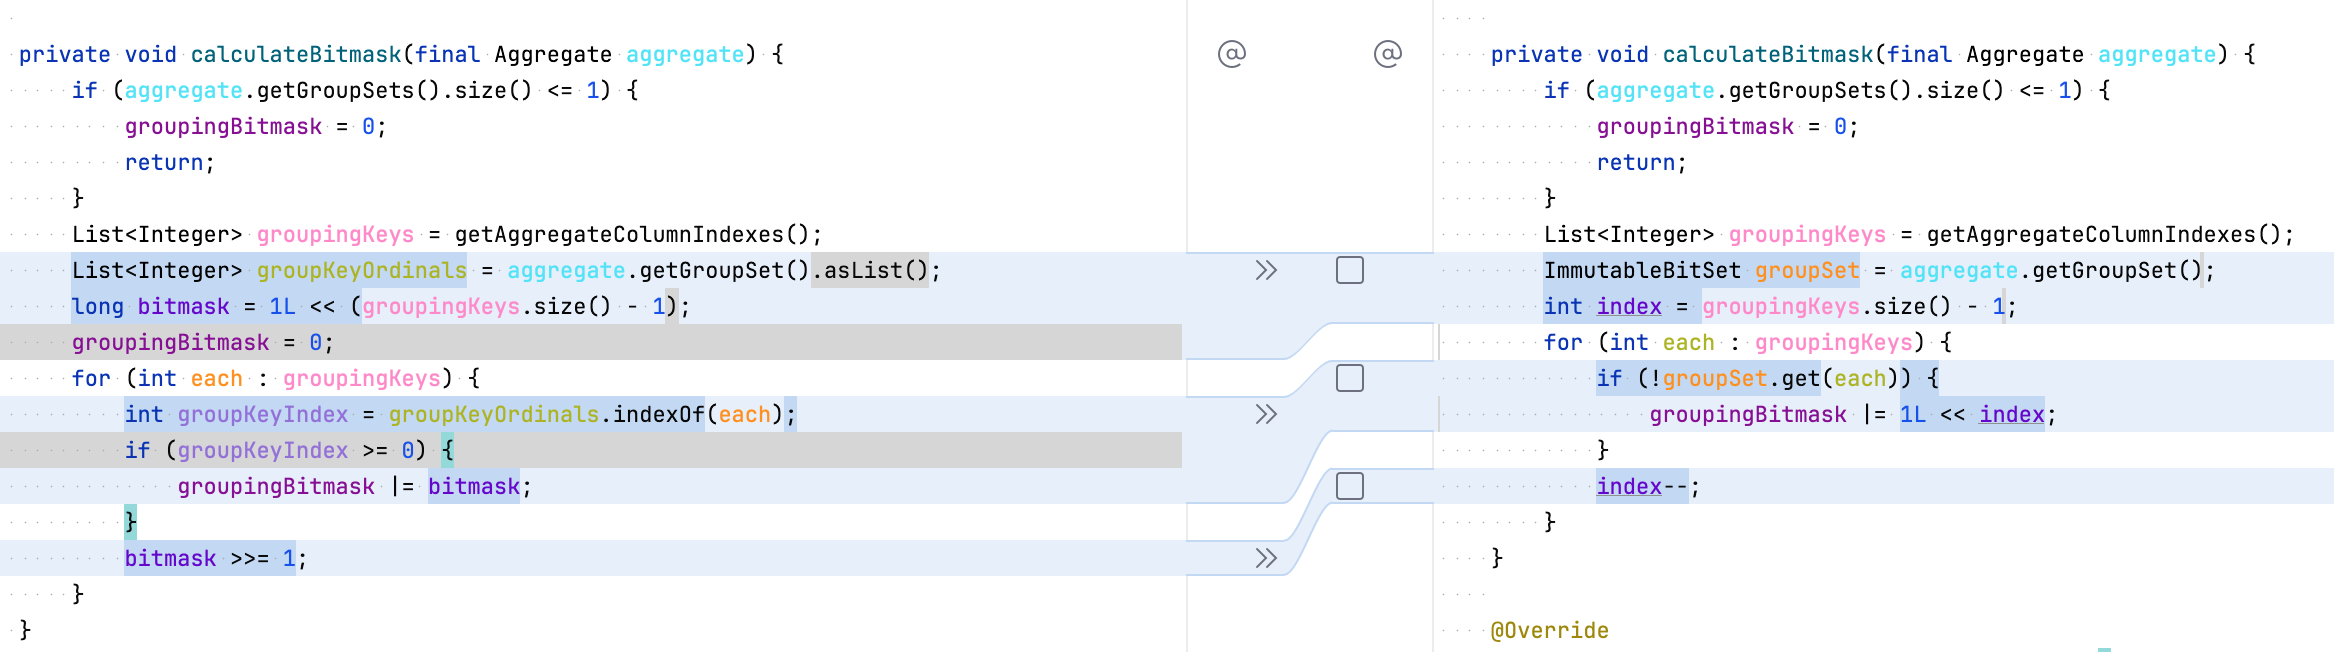 private void calculateBitmask(final Aggregate aggregate) {
if (aggregate.getGroupSets().size() <= 1) {
groupingBitmask = 0;
return;
}
List<Integer> groupingKeys = getAggregateColumnIndexes();
List<Integer> groupKeyOrdinals = aggregate.getGroupSet().asList();
long bitmask = 1L << (groupingKeys.size() - 1);
groupingBitmask = 0;
for (int each : groupingKeys) {
int groupKeyIndex = groupKeyOrdinals.indexOf(each);
if (groupKeyIndex >= 0) {
groupingBitmask |= bitmask;
}
bitmask >>= 1;
}
}
private void calculateBitmask(final Aggregate aggregate) {
if (aggregate.getGroupSets().size() <= 1) {
groupingBitmask = 0;
return;
}
List<Integer> groupingKeys = getAggregateColumnIndexes();
ImmutableBitSet groupSet = aggregate.getGroupSet();
int index = groupingKeys.size() - 1;
for (int each : groupingKeys) {
if (!groupSet.get(each)) {
groupingBitmask |= 1L << index;
}
index--;
}
}
@Override